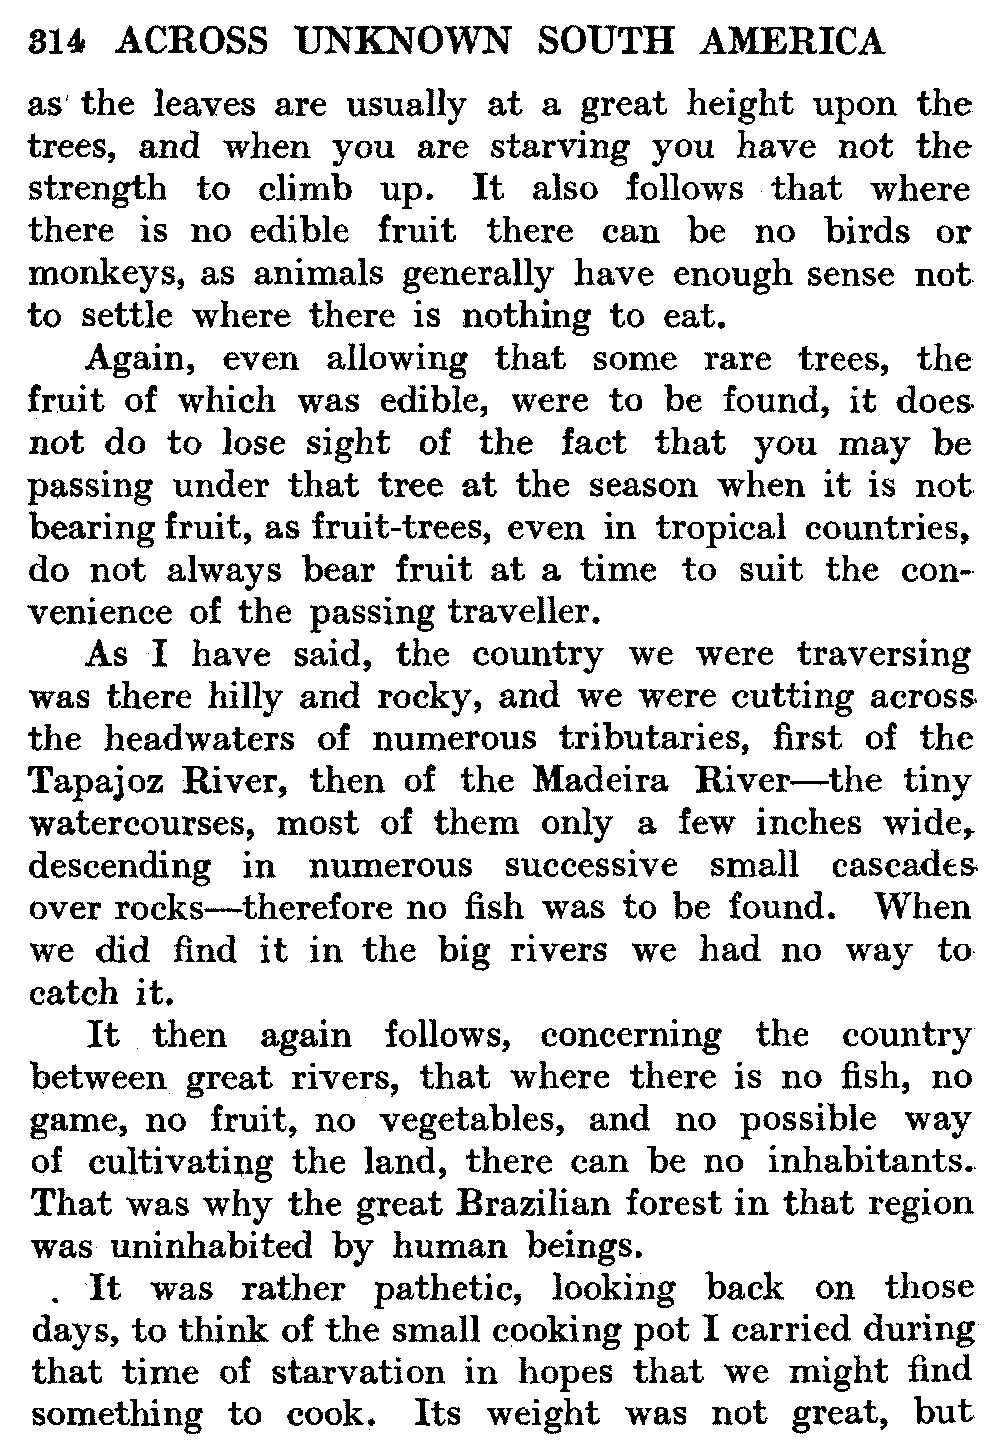 314 ACROSS UNKNOWN SOUTH AMERICA
as the leaves are usually at a great height upon the
trees, and when you are starving you have not the
strength to climb up. It also follows that where
there is no edible fruit there can be no birds or
monkeys, as animals generally have enough sense not
to settle where there is nothing to eat.
Again, even allowing that some rare trees, the
fruit of which was edible, were to be found, it does
not do to lose sight of the fact that you may be
passing under that tree at the season when it is not
bearing fruit, as fruit-trees, even in tropical countries,
do not always bear fruit at a time to suit the con-
venience of the passing traveller.
As I have said, the country we were traversing
was there hilly and rocky, and we were cutting across
the headwaters of numerous tributaries, first of the
Tapajoz River, then of the Madeira River—the tiny
watercourses, most of them only a few inches wide,
descending in numerous successive small cascades
over rocks—therefore no fish was to be found. When
we did find it in the big rivers we had no way to
catch it.
It then again follows, concerning the country
between great rivers, that where there is no fish, no
game, no fruit, no vegetables, and no possible way
of cultivating the land, there can be no inhabitants.
That was why the great Brazilian forest in that region
was uninhabited by human beings.
It was rather pathetic, looking back on those
days, to think of the small cooking pot I carried during
that time of starvation in hopes that we might find
something to cook. Its weight was not great, but